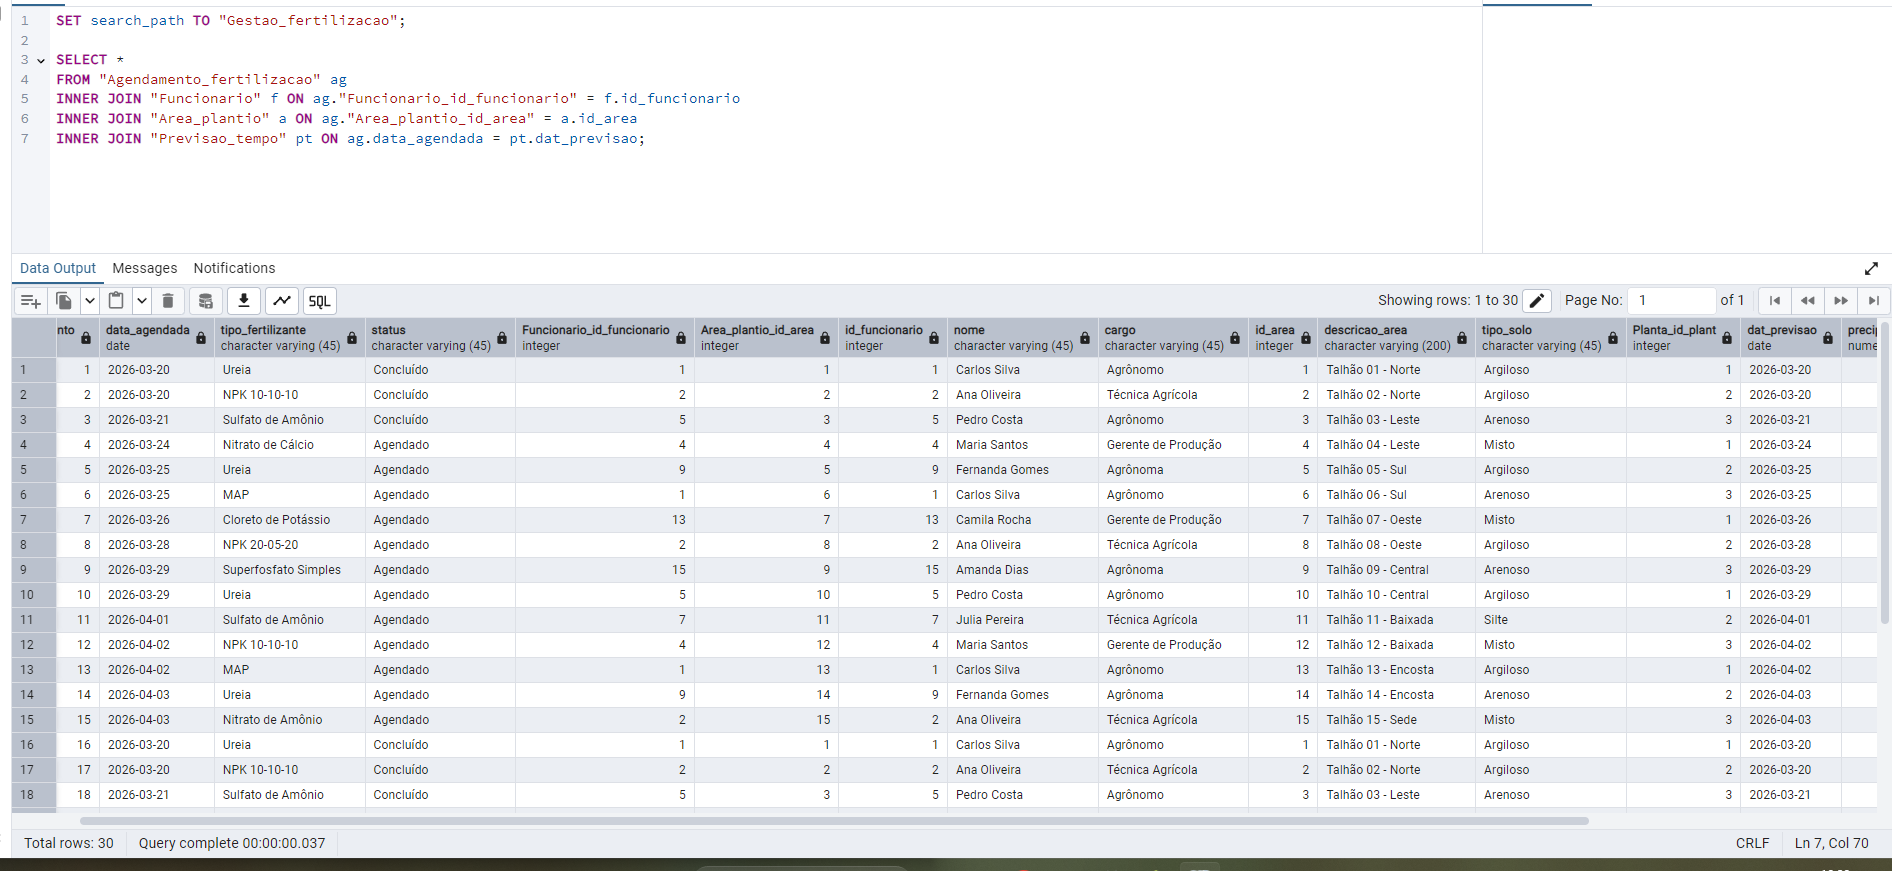 1 SET search_path TO "Gestao_fertilizacao";
2
3 SELECT *
4 FROM "Agendamento_fertilizacao" ag
5 INNER JOIN "Funcionario" f ON ag."Funcionario_id_funcionario" = f.id_funcionario
6 INNER JOIN "Area_plantio" a ON ag."Area_plantio_id_area" = a.id_area
7 INNER JOIN "Previsao_tempo" pt ON ag.data_agendada = pt.dat_previsao;
Data Output Messages Notifications
SQL Showing rows: 1 to 30 Page No: 1 of 1
nto data_agendada tipo_fertilizante status Funcionario_id_funcionario Area_plantio_id_area id_funcionario nome cargo id_area descricao_area tipo_solo Planta_id_plant dat_previsao precip
date character varying (45) character varying (45) integer integer integer character varying (45) character varying (45) integer character varying (200) character varying (45) integer date nume
1 1 2026-03-20 Ureia Concluído 1 1 1 Carlos Silva Agrônomo 1 Talhão 01 - Norte Argiloso 1 2026-03-20
2 2 2026-03-20 NPK 10-10-10 Concluído 2 2 2 Ana Oliveira Técnica Agrícola 2 Talhão 02 - Norte Argiloso 2 2026-03-20
3 3 2026-03-21 Sulfato de Amônio Concluído 5 3 5 Pedro Costa Agrônomo 3 Talhão 03 - Leste Arenoso 3 2026-03-21
4 4 2026-03-24 Nitrato de Cálcio Agendado 4 4 4 Maria Santos Gerente de Produção 4 Talhão 04 - Leste Misto 1 2026-03-24
5 5 2026-03-25 Ureia Agendado 9 5 9 Fernanda Gomes Agrônoma 5 Talhão 05 - Sul Argiloso 2 2026-03-25
6 6 2026-03-25 MAP Agendado 1 6 1 Carlos Silva Agrônomo 6 Talhão 06 - Sul Arenoso 3 2026-03-25
7 7 2026-03-26 Cloreto de Potássio Agendado 13 7 13 Camila Rocha Gerente de Produção 7 Talhão 07 - Oeste Misto 1 2026-03-26
8 8 2026-03-28 NPK 20-05-20 Agendado 2 8 2 Ana Oliveira Técnica Agrícola 8 Talhão 08 - Oeste Argiloso 2 2026-03-28
9 9 2026-03-29 Superfosfato Simples Agendado 15 9 15 Amanda Dias Agrônoma 9 Talhão 09 - Central Arenoso 3 2026-03-29
10 10 2026-03-29 Ureia Agendado 5 10 5 Pedro Costa Agrônomo 10 Talhão 10 - Central Argiloso 1 2026-03-29
11 11 2026-04-01 Sulfato de Amônio Agendado 7 11 7 Julia Pereira Técnica Agrícola 11 Talhão 11 - Baixada Silte 2 2026-04-01
12 12 2026-04-02 NPK 10-10-10 Agendado 4 12 4 Maria Santos Gerente de Produção 12 Talhão 12 - Baixada Misto 3 2026-04-02
13 13 2026-04-02 MAP Agendado 1 13 1 Carlos Silva Agrônomo 13 Talhão 13 - Encosta Argiloso 1 2026-04-02
14 14 2026-04-03 Ureia Agendado 9 14 9 Fernanda Gomes Agrônoma 14 Talhão 14 - Encosta Arenoso 2 2026-04-03
15 15 2026-04-03 Nitrato de Amônio Agendado 2 15 2 Ana Oliveira Técnica Agrícola 15 Talhão 15 - Sede Misto 3 2026-04-03
16 16 2026-03-20 Ureia Concluído 1 1 1 Carlos Silva Agrônomo 1 Talhão 01 - Norte Argiloso 1 2026-03-20
17 17 2026-03-20 NPK 10-10-10 Concluído 2 2 2 Ana Oliveira Técnica Agrícola 2 Talhão 02 - Norte Argiloso 2 2026-03-20
18 18 2026-03-21 Sulfato de Amônio Concluído 5 3 5 Pedro Costa Agrônomo 3 Talhão 03 - Leste Arenoso 3 2026-03-21
Total rows: 30 Query complete 00:00:00.037 CRLF Ln 7, Col 70